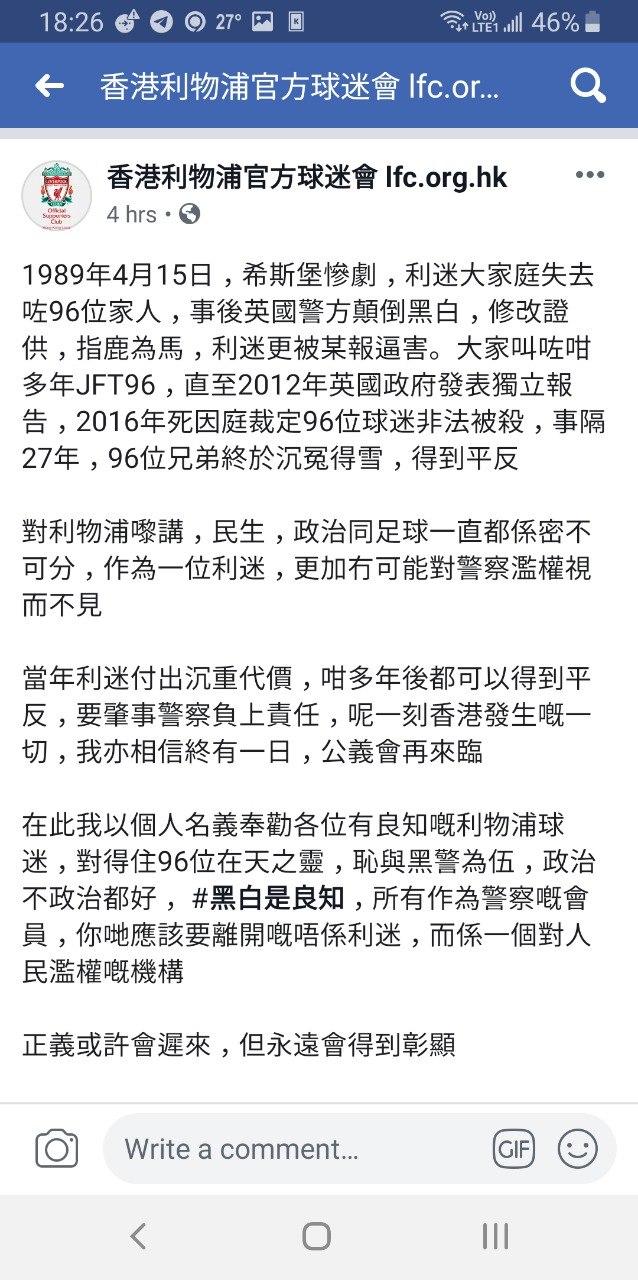 18:26 27° Vo)) LTE1 46%
香港利物浦官方球迷會 lfc.or...
香港利物浦官方球迷會 lfc.org.hk
4 hrs
LIVERPOOL
Official
Supporters
Club
1989年4月15日，希斯堡慘劇，利迷大家庭失去
咗96位家人，事後英國警方顛倒黑白，修改證
供，指鹿為馬，利迷更被某報逼害。大家叫咗咁
多年JFT96，直至2012年英國政府發表獨立報
告，2016年死因庭裁定96位球迷非法被殺，事隔
27年，96位兄弟終於沉冤得雪，得到平反
對利物浦嚟講，民生，政治同足球一直都係密不
可分，作為一位利迷，更加冇可能對警察濫權視
而不見
當年利迷付出沉重代價，咁多年後都可以得到平
反，要肇事警察負上責任，呢一刻香港發生嘅一
切，我亦相信終有一日，公義會再來臨
在此我以個人名義奉勸各位有良知嘅利物浦球
迷，對得住96位在天之靈，恥與黑警為伍，政治
不政治都好，#黑白是良知，所有作為警察嘅會
員，你哋應該要離開嘅唔係利迷，而係一個對人
民濫權嘅機構
正義或許會遲來，但永遠會得到彰顯
Write a comment...
GIF